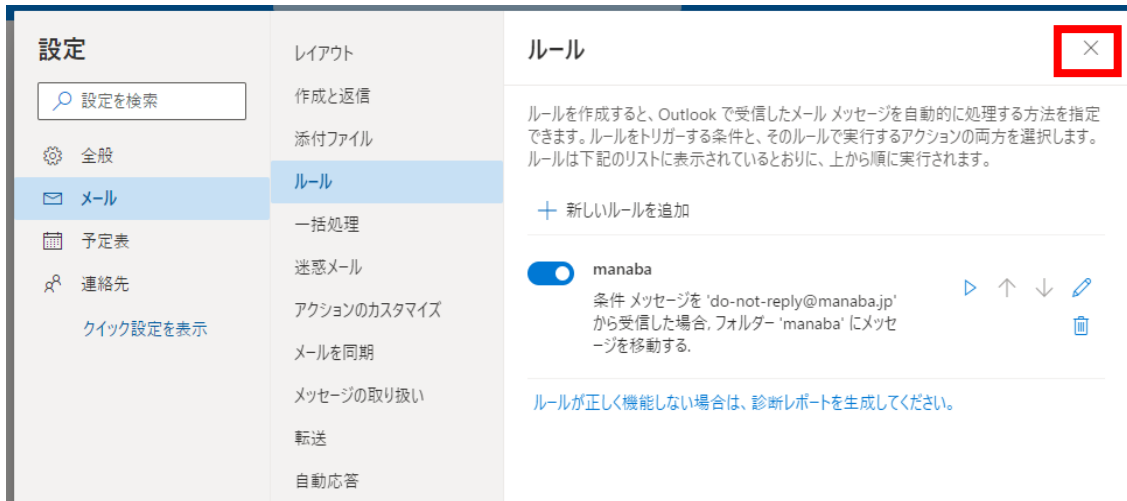 設定
設定を検索
全般
メール
予定表
連絡先
クイック設定を表示
レイアウト
作成と返信
添付ファイル
ルール
一括処理
迷惑メール
アクションのカスタマイズ
メールを同期
メッセージの取り扱い
転送
自動応答
ルール
ルールを作成すると、Outlook で受信したメール メッセージを自動的に処理する方法を指定
できます。ルールをトリガーする条件と、そのルールで実行するアクションの両方を選択します。
ルールは下記のリストに表示されているとおりに、上から順に実行されます。
新しいルールを追加
manaba
条件 メッセージを 'do-not-reply@manaba.jp'
から受信した場合, フォルダー 'manaba' にメッセ
ージを移動する.
ルールが正しく機能しない場合は、診断レポートを生成してください。